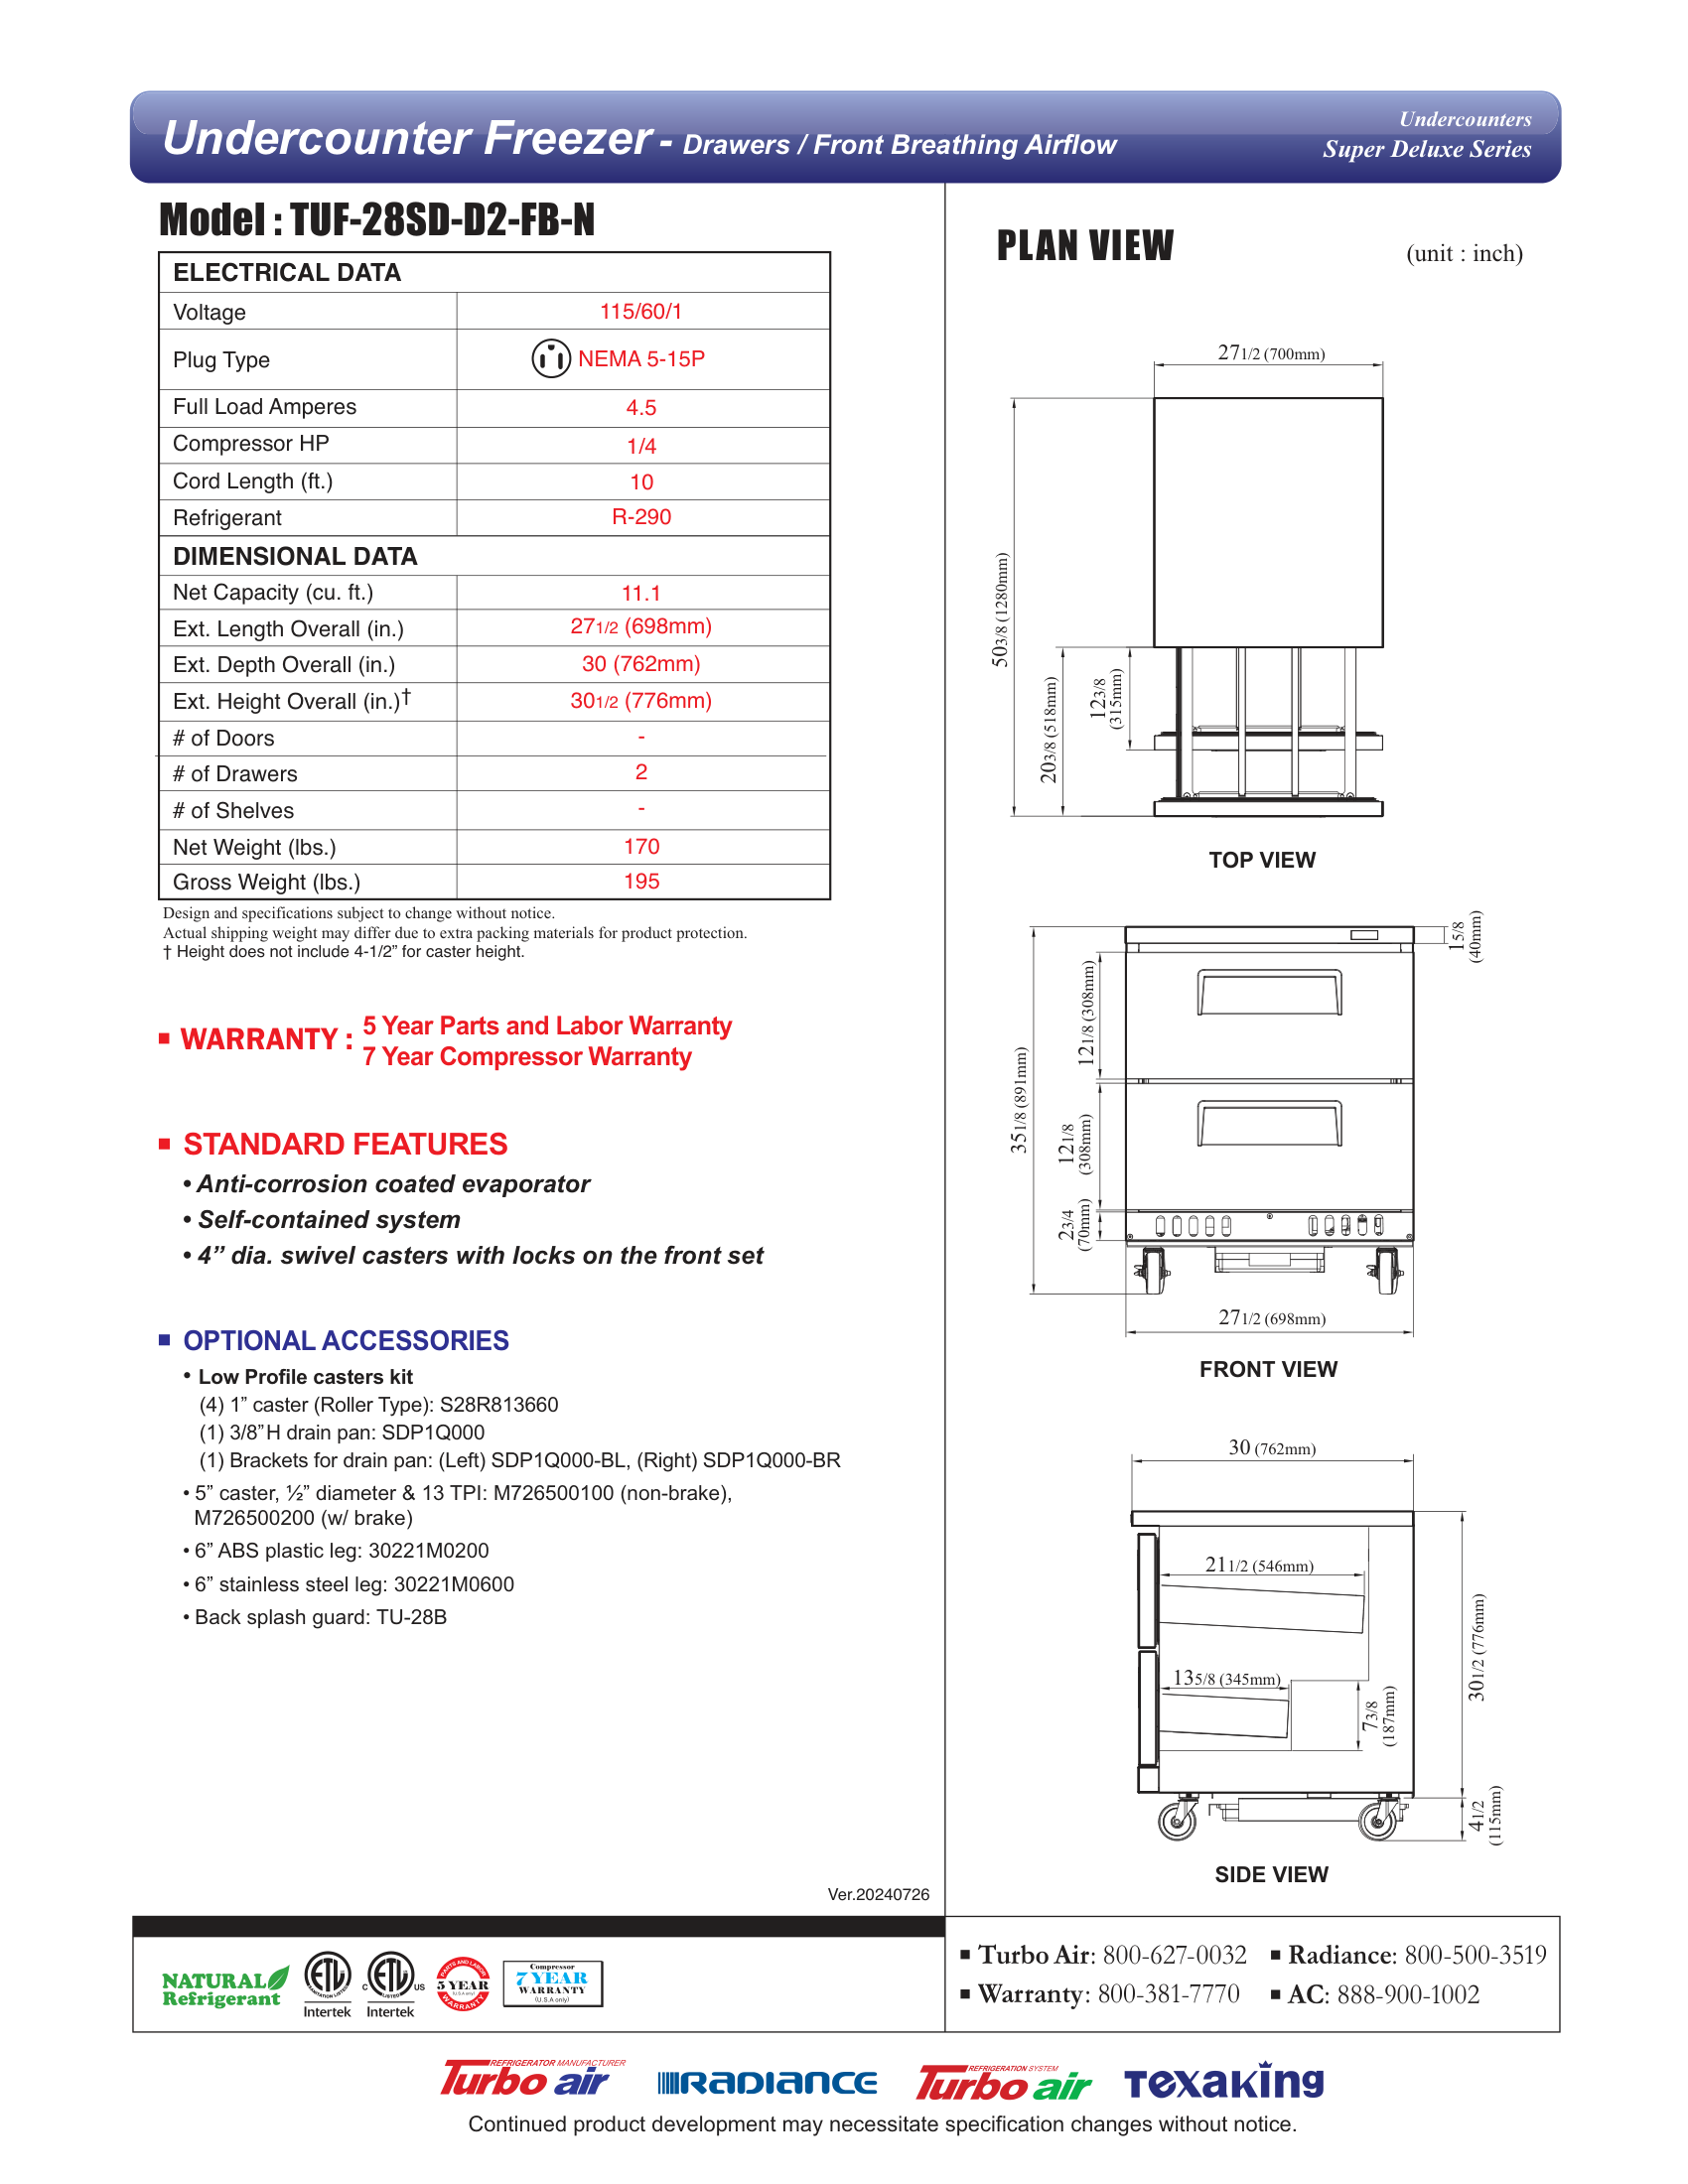 Undercounter Freezer - Drawers / Front Breathing Airflow
Undercounters
Super Deluxe Series
Model : TUF-28SD-D2-FB-N
ELECTRICAL DATA
Voltage 115/60/1
Plug Type NEMA 5-15P
Full Load Amperes 4.5
Compressor HP 1/4
Cord Length (ft.) 10
Refrigerant R-290
DIMENSIONAL DATA
Net Capacity (cu. ft.) 11.1
Ext. Length Overall (in.) 27 1/2 (698mm)
Ext. Depth Overall (in.) 30 (762mm)
Ext. Height Overall (in.)† 30 1/2 (776mm)
# of Doors -
# of Drawers 2
# of Shelves -
Net Weight (lbs.) 170
Gross Weight (lbs.) 195
Design and specifications subject to change without notice.
Actual shipping weight may differ due to extra packing materials for product protection.
† Height does not include 4-1/2” for caster height.
WARRANTY : 5 Year Parts and Labor Warranty
7 Year Compressor Warranty
STANDARD FEATURES
• Anti-corrosion coated evaporator
• Self-contained system
• 4” dia. swivel casters with locks on the front set
OPTIONAL ACCESSORIES
• Low Profile casters kit
(4) 1” caster (Roller Type): S28R813660
(1) 3/8”H drain pan: SDP1Q000
(1) Brackets for drain pan: (Left) SDP1Q000-BL, (Right) SDP1Q000-BR
• 5” caster, ½” diameter & 13 TPI: M726500100 (non-brake),
M726500200 (w/ brake)
• 6” ABS plastic leg: 30221M0200
• 6” stainless steel leg: 30221M0600
• Back splash guard: TU-28B
Ver.20240726
PLAN VIEW (unit : inch)
27 1/2 (700mm)
50 3/8 (1280mm)
20 3/8 (518mm)
12 3/8
(315mm)
TOP VIEW
1 5/8
(40mm)
12 1/8 (308mm)
35 1/8 (891mm)
12 1/8
(308mm)
2 3/4
(70mm)
27 1/2 (698mm)
FRONT VIEW
30 (762mm)
21 1/2 (546mm)
13 5/8 (345mm)
7 3/8
(187mm)
30 1/2 (776mm)
4 1/2
(115mm)
SIDE VIEW
NATURAL
Refrigerant
ETL
SANITATION LISTED
Intertek
C ETL US
LISTED
Intertek
PARTS AND LABOR
5 YEAR
(U.S.A only)
WARRANTY
Compressor
7 YEAR
WARRANTY
(U.S.A only)
Turbo Air: 800-627-0032
Radiance: 800-500-3519
Warranty: 800-381-7770
AC: 888-900-1002
REFRIGERATOR MANUFACTURER
Turbo air
RADIANCE
REFRIGERATION SYSTEM
Turbo air
Texaking
Continued product development may necessitate specification changes without notice.